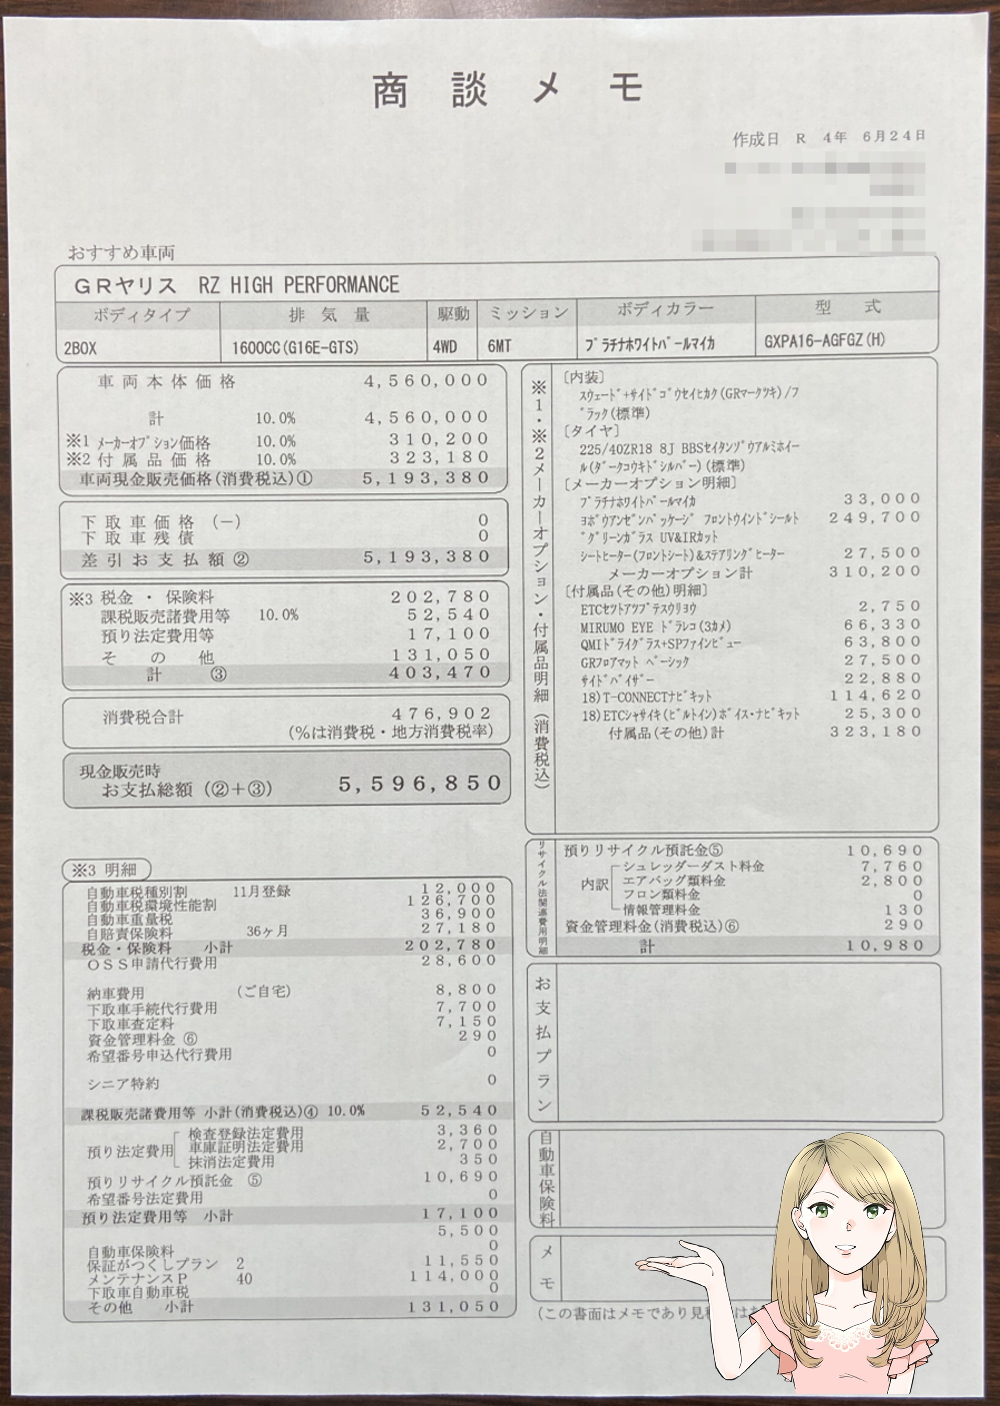 商談メモ
作成日 R 4年 6月24日
おすすめ車両
GRヤリス RZ HIGH PERFORMANCE
ボディタイプ 排気量 駆動 ミッション ボディカラー 型式
2BOX 1600CC(G16E-GTS) 4WD 6MT プラチナホワイトパールマイカ GXPA16-AGFGZ(H)
車両本体価格 4,560,000
計 10.0% 4,560,000
※1 メーカーオプション価格 10.0% 310,200
※2 付属品価格 10.0% 323,180
車両現金販売価格(消費税込)① 5,193,380
下取車価格(−) 0
下取車残債 0
差引お支払額② 5,193,380
※3 税金・保険料 202,780
課税販売諸費用等 10.0% 52,540
預り法定費用等 17,100
その他 131,050
計 ③ 403,470
消費税合計 476,902
(%は消費税・地方消費税率)
現金販売時
お支払総額(②+③) 5,596,850
※3 明細
自動車税種別割 11月登録 12,000
自動車税環境性能割 126,700
自動車重量税 36,900
自賠責保険料 36ヶ月 27,180
税金・保険料 小計 202,780
OSS申請代行費用 28,600
納車費用 (ご自宅) 8,800
下取車手続代行費用 7,700
下取車査定料 7,150
資金管理料金 ⑥ 290
希望番号申込代行費用 0
シニア特約 0
課税販売諸費用等 小計(消費税込)④ 10.0% 52,540
預り法定費用
検査登録法定費用 3,360
車庫証明法定費用 2,700
抹消法定費用 350
預りリサイクル預託金 ⑤ 10,690
希望番号法定費用 0
預り法定費用等 小計 17,100
5,500
自動車保険料 0
保証がつくしプラン 2 11,550
メンテナンスP 40 114,000
下取車自動車税 0
その他 小計 131,050
※1・※2メーカーオプション・付属品明細(消費税込)
[内装]
スウェード+サイドゴウセイヒカク(GRマークツキ)/フ
゛ラック(標準)
[タイヤ]
225/40ZR18 8J BBSセイタンゾウアルミホイー
ル(ダークコウキドシルバー)(標準)
[メーカーオプション明細]
プラチナホワイトパールマイカ 33,000
ヨボウアンゼンパッケージ フロントウインドシールト 249,700
゛グリーンガラス UV&IRカット
シートヒーター(フロントシート)&ステアリングヒーター 27,500
メーカーオプション計 310,200
[付属品(その他)明細]
ETCセットアップテスウリョウ 2,750
MIRUMO EYE ドラレコ(3カメ) 66,330
QMIドライグラス+SPファインビュー 63,800
GRフロアマット ベーシック 27,500
サイドバイザー 22,880
18)T-CONNECTナビキット 114,620
18)ETCシャサイキ(ビルトイン)ボイス・ナビキット 25,300
付属品(その他)計 323,180
リサイクル法関連費用明細
預りリサイクル預託金⑤ 10,690
内訳
シュレッダーダスト料金 7,760
エアバッグ類料金 2,800
フロン類料金 0
情報管理料金 130
資金管理料金(消費税込)⑥ 290
計 10,980
お支払プラン
自動車保険料
メモ
(この書面はメモであり見積